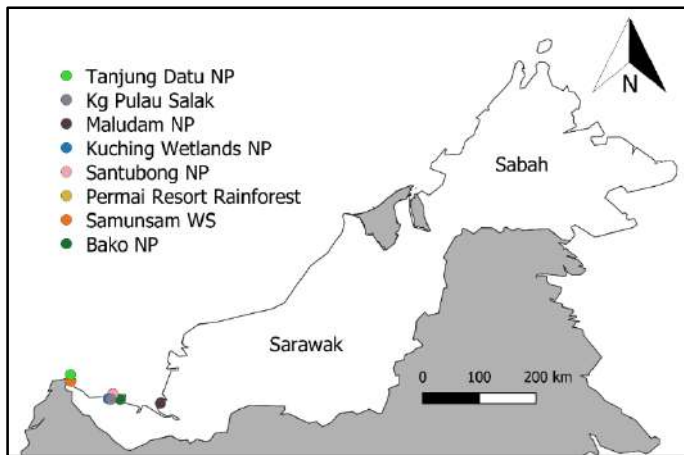 Tanjung Datu NP
Kg Pulau Salak
Maludam NP
Kuching Wetlands NP
Santubong NP
Permai Resort Rainforest
Samunsam WS
Bako NP
N
Sabah
Sarawak
0 100 200 km